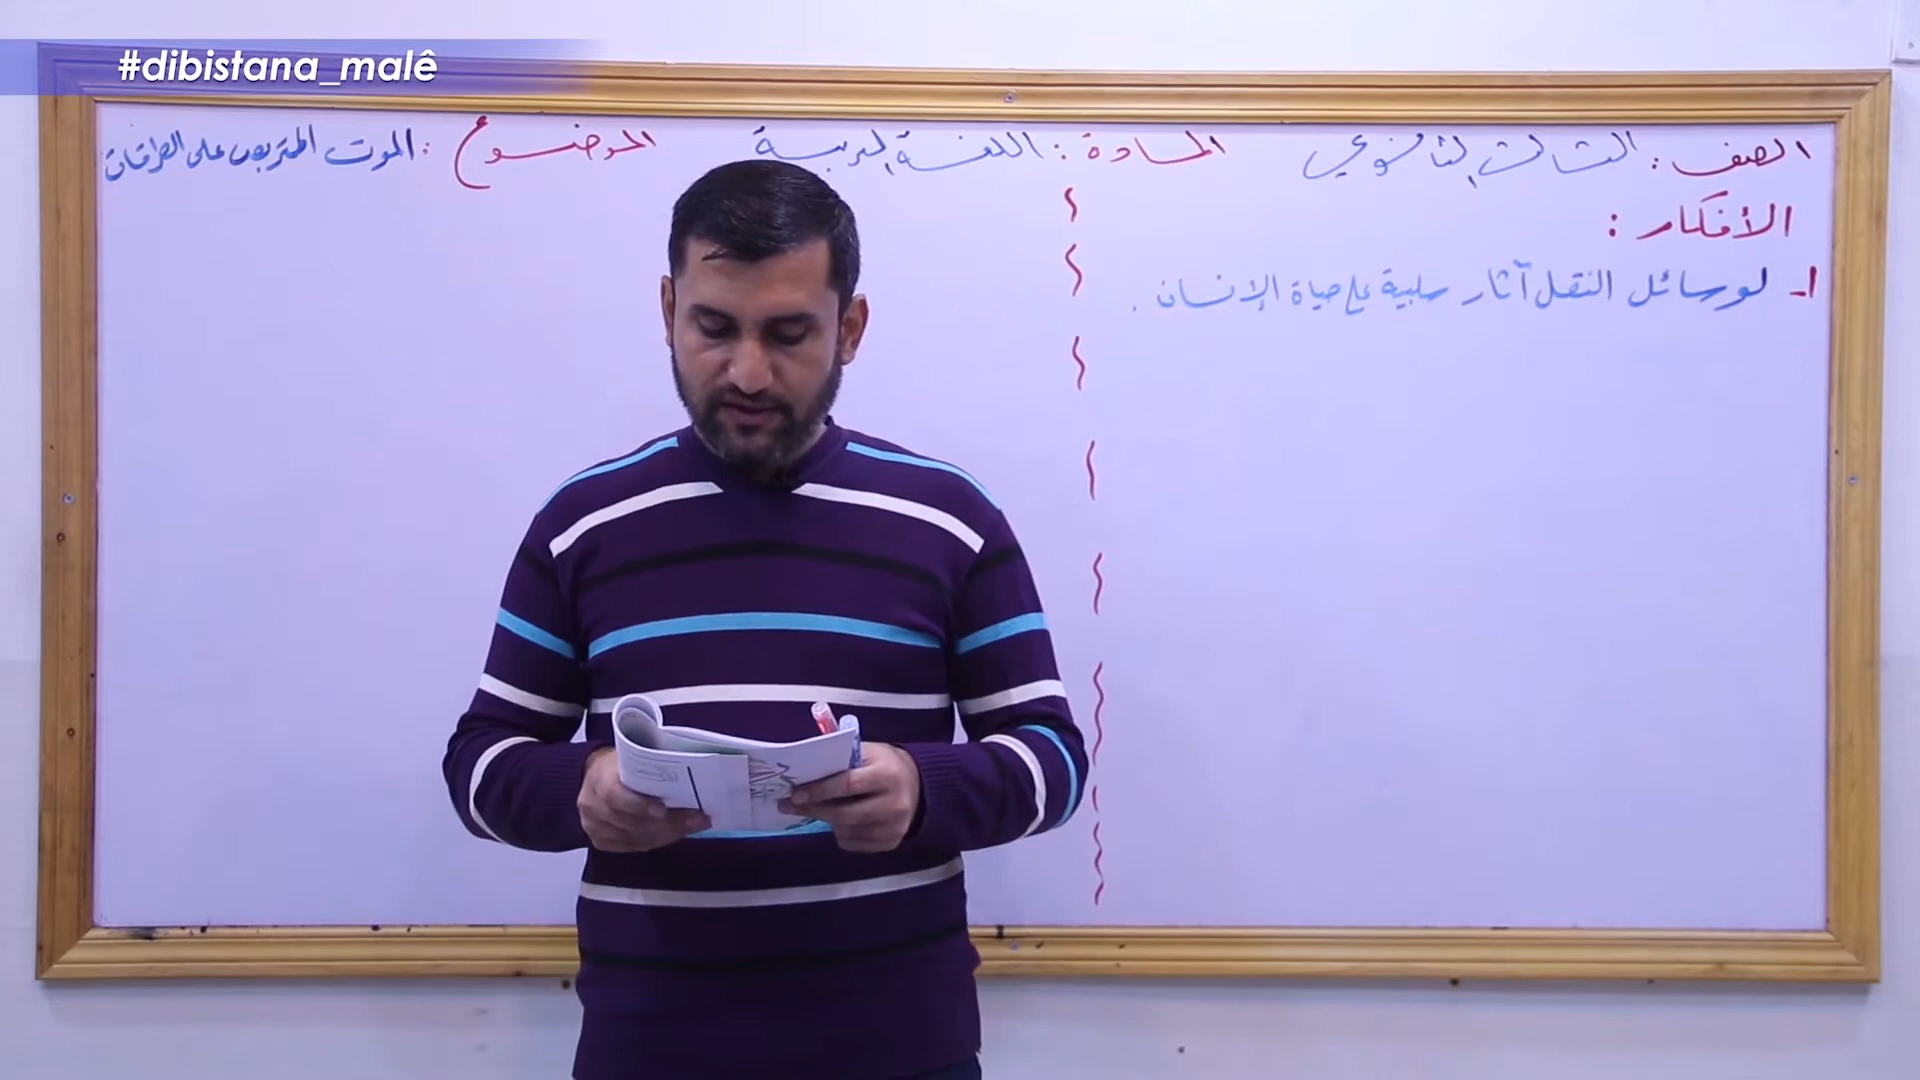 #dibistana_malê
الصف : الثالث الثانوي المادة : اللغة العربية الموضوع : الموت المتربص على الطرقات
الأفكار :
1- لوسائل النقل آثار سلبية على حياة الإنسان .